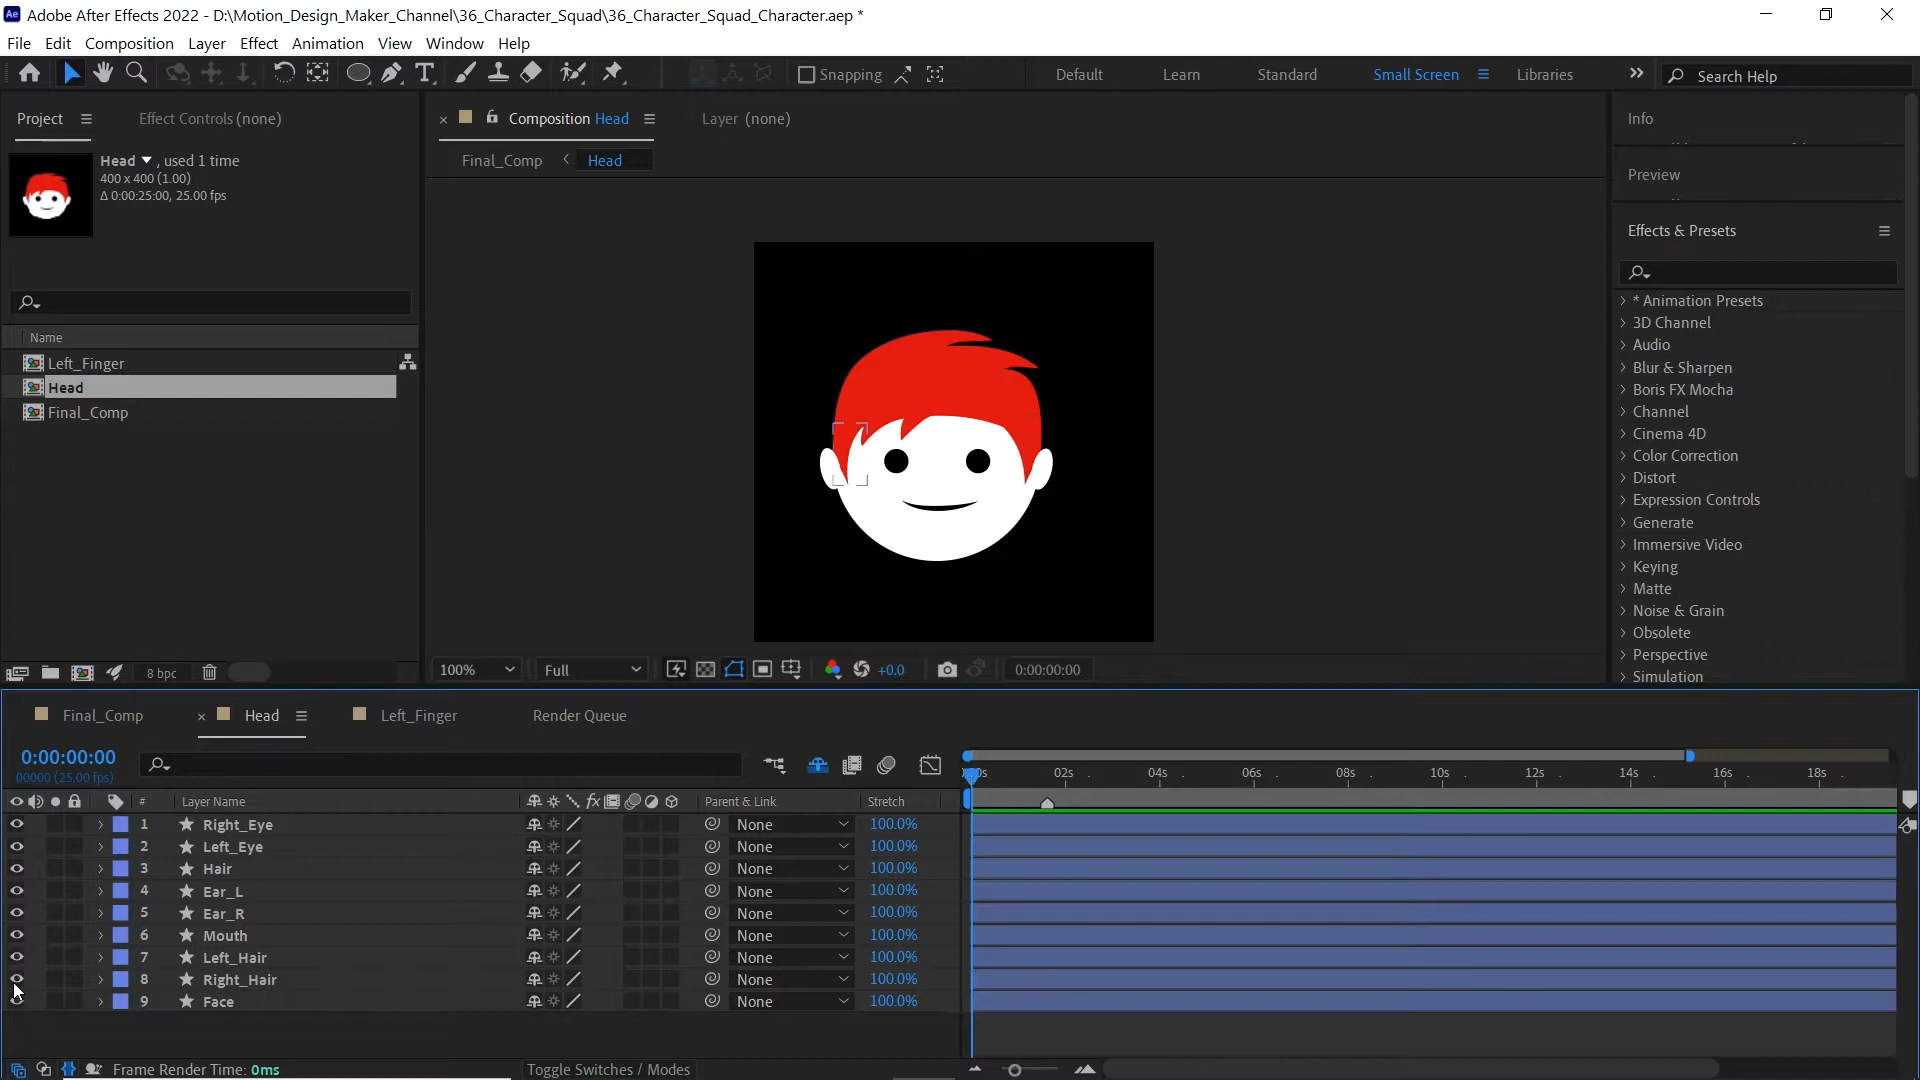 Adobe After Effects 2022 - D:\Motion_Design_Maker_Channel\36_Character_Squad\36_Character_Squad_Character.aep *
File Edit Composition Layer Effect Animation View Window Help
Snapping Default Learn Standard Small Screen Libraries Search Help
Project Effect Controls (none) Composition Head Layer (none) Info
Head , used 1 time Final_Comp Head
400 x 400 (1.00)
Δ 0:00:25:00, 25.00 fps
Preview
Effects & Presets
Name
Left_Finger
Head
Final_Comp
* Animation Presets
3D Channel
Audio
Blur & Sharpen
Boris FX Mocha
Channel
Cinema 4D
Color Correction
Distort
Expression Controls
Generate
Immersive Video
Keying
Matte
Noise & Grain
Obsolete
Perspective
Simulation
8 bpc 100% Full +0.0 0:00:00:00
Final_Comp Head Left_Finger Render Queue
0:00:00:00
00000 (25.00 fps)
02s 04s 06s 08s 10s 12s 14s 16s 18s
# Layer Name fx Parent & Link Stretch
1 Right_Eye None 100.0%
2 Left_Eye None 100.0%
3 Hair None 100.0%
4 Ear_L None 100.0%
5 Ear_R None 100.0%
6 Mouth None 100.0%
7 Left_Hair None 100.0%
8 Right_Hair None 100.0%
9 Face None 100.0%
Frame Render Time: 0ms Toggle Switches / Modes